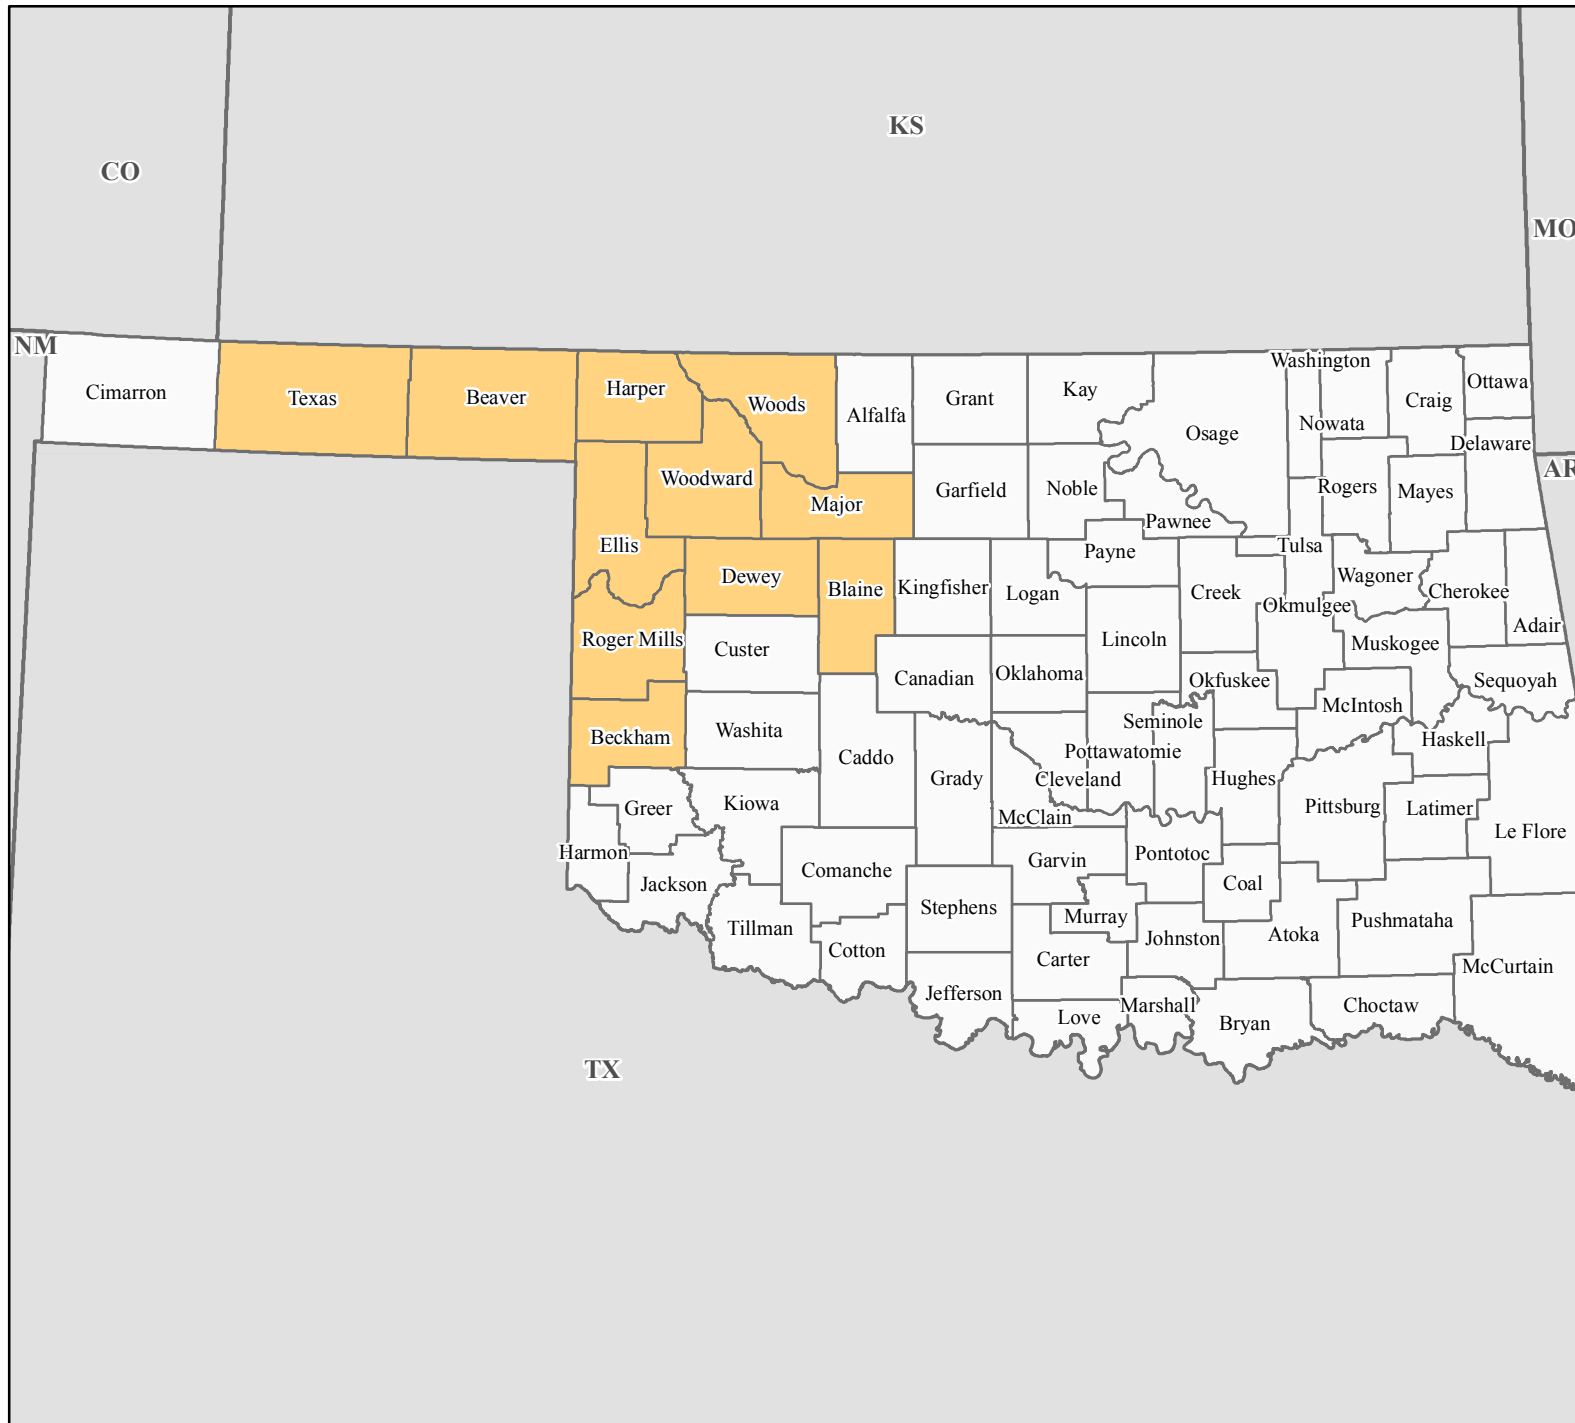 KS
CO
MO
NM
Washington
Ottawa
Cimarron
Texas
Beaver
Harper
Woods
Alfalfa
Grant
Kay
Craig
Osage
Nowata
Delaware
AR
Woodward
Major
Garfield
Noble
Rogers
Mayes
Pawnee
Ellis
Tulsa
Payne
Dewey
Blaine
Kingfisher
Logan
Creek
Wagoner
Cherokee
Okmulgee
Adair
Roger Mills
Custer
Lincoln
Muskogee
Canadian
Oklahoma
Okfuskee
Sequoyah
McIntosh
Beckham
Washita
Seminole
Haskell
Caddo
Pottawatomie
Grady
Cleveland
Hughes
Greer
Kiowa
McClain
Pittsburg
Latimer
Le Flore
Harmon
Comanche
Garvin
Pontotoc
Jackson
Coal
Stephens
Murray
Tillman
Cotton
Johnston
Atoka
Pushmataha
Carter
McCurtain
Jefferson
Marshall
Choctaw
Love
Bryan
TX